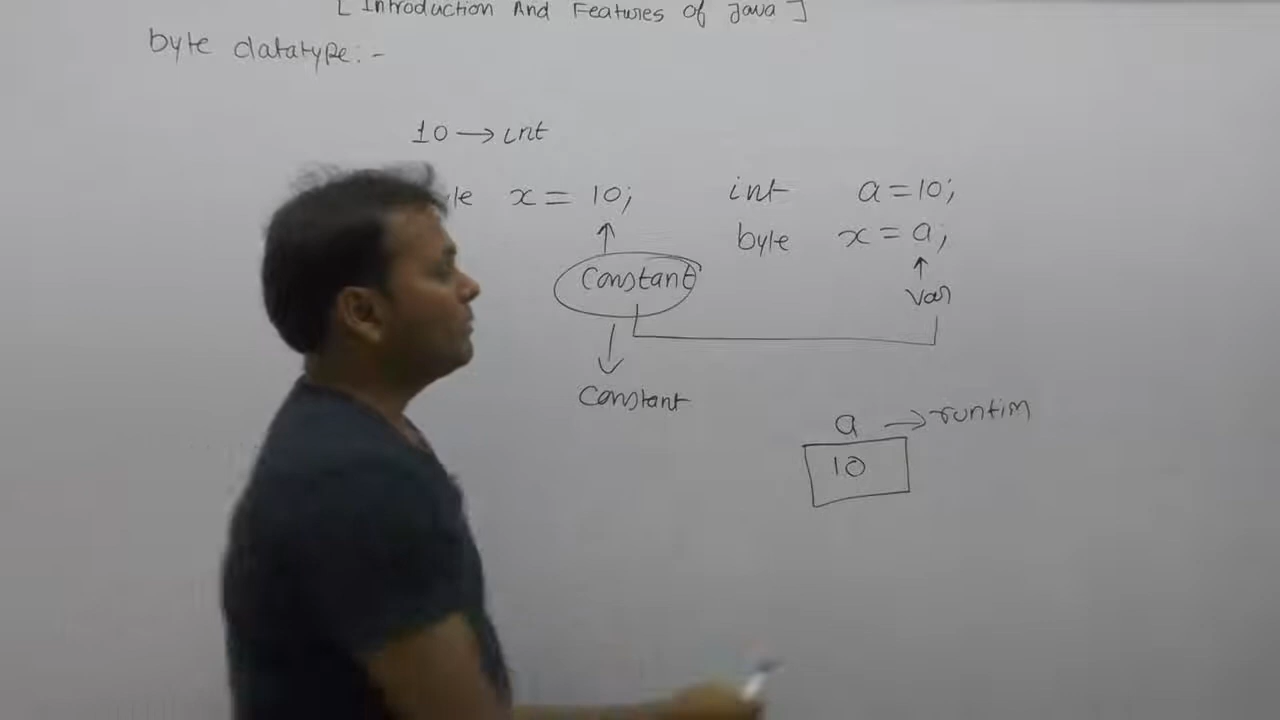 [ Introduction And Features Of Java ]
byte datatype:-
10 → int
x = 10;
int a = 10;
byte x = a;
↑
Constant
↑
var
↓
Constant
a → runtim
10